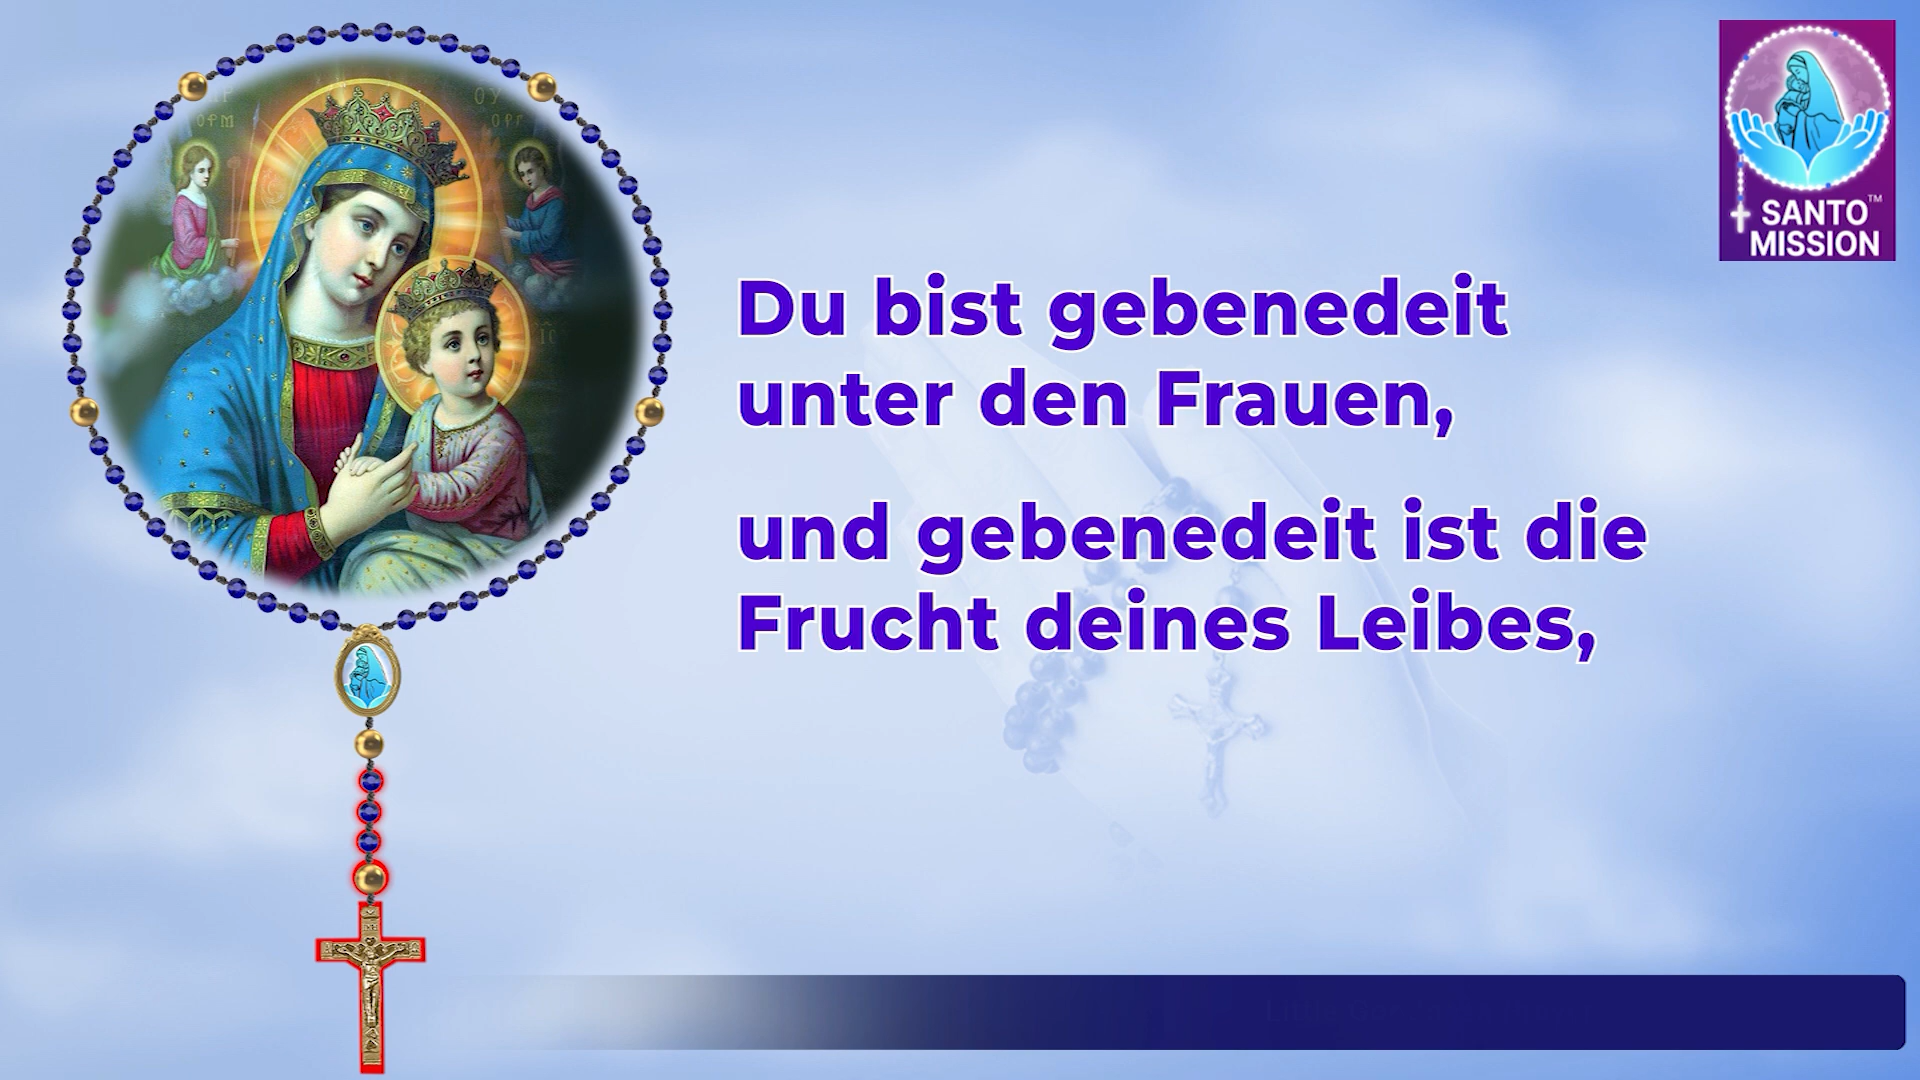 SANTO™
MISSION
Du bist gebenedeit
unter den Frauen,
und gebenedeit ist die
Frucht deines Leibes,